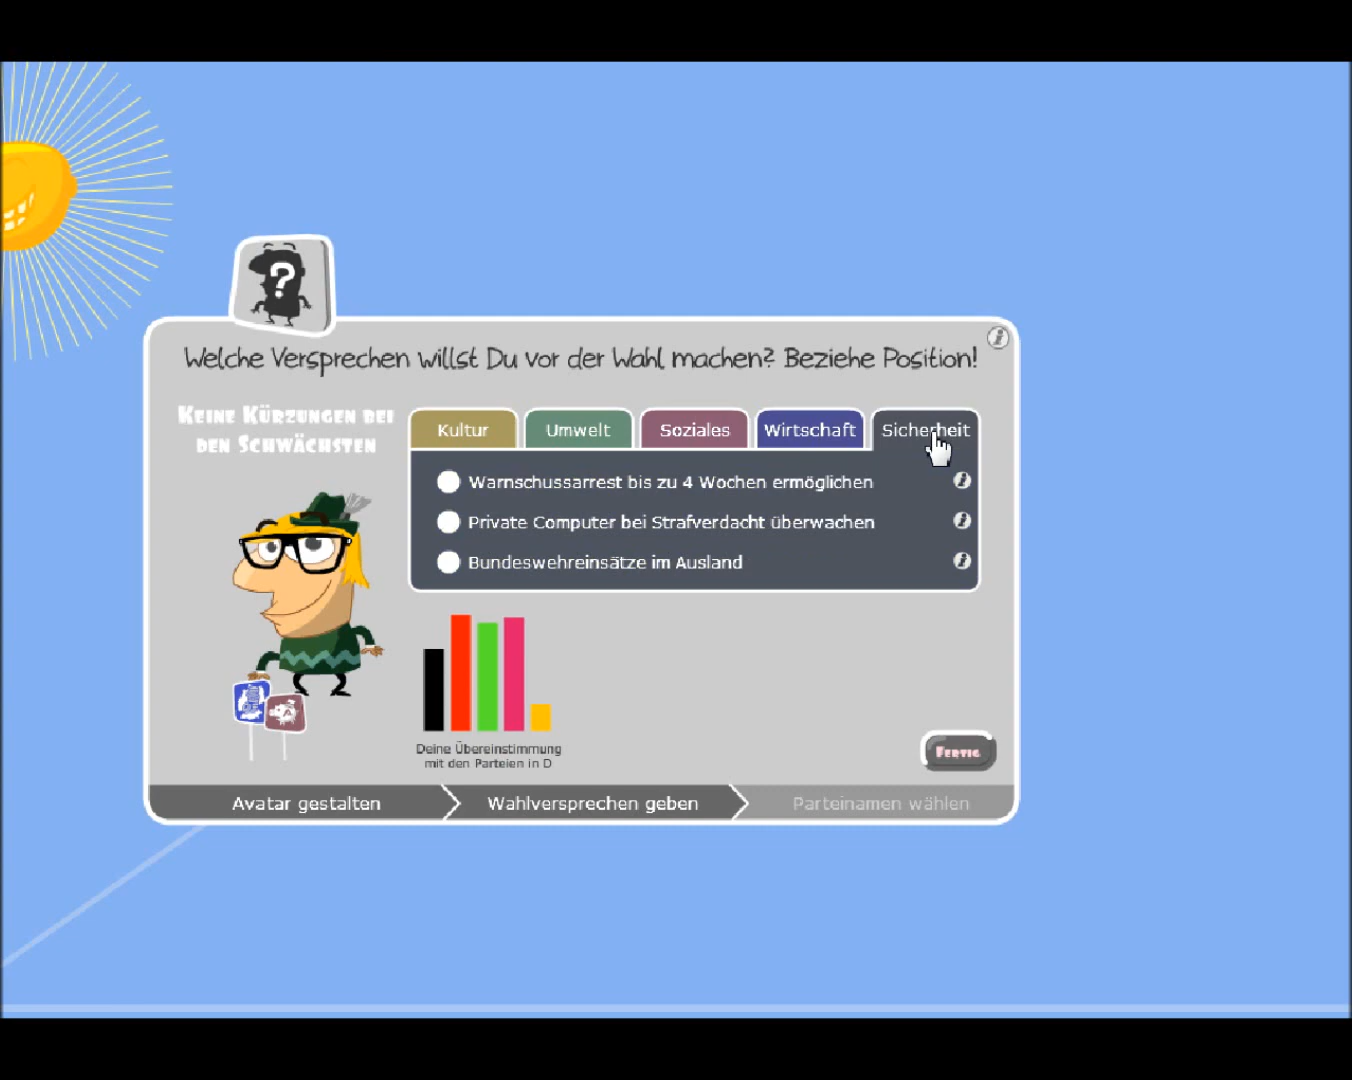 ?
Welche Versprechen willst Du vor der Wahl machen? Beziehe Position!
i
Keine Kürzungen bei
den Schwächsten
Kultur
Umwelt
Soziales
Wirtschaft
Sicherheit
Warnschussarrest bis zu 4 Wochen ermöglichen
i
Private Computer bei Strafverdacht überwachen
i
Bundeswehreinsätze im Ausland
i
Deine Übereinstimmung
mit den Parteien in D
Fertig
Avatar gestalten
Wahlversprechen geben
Parteinamen wählen